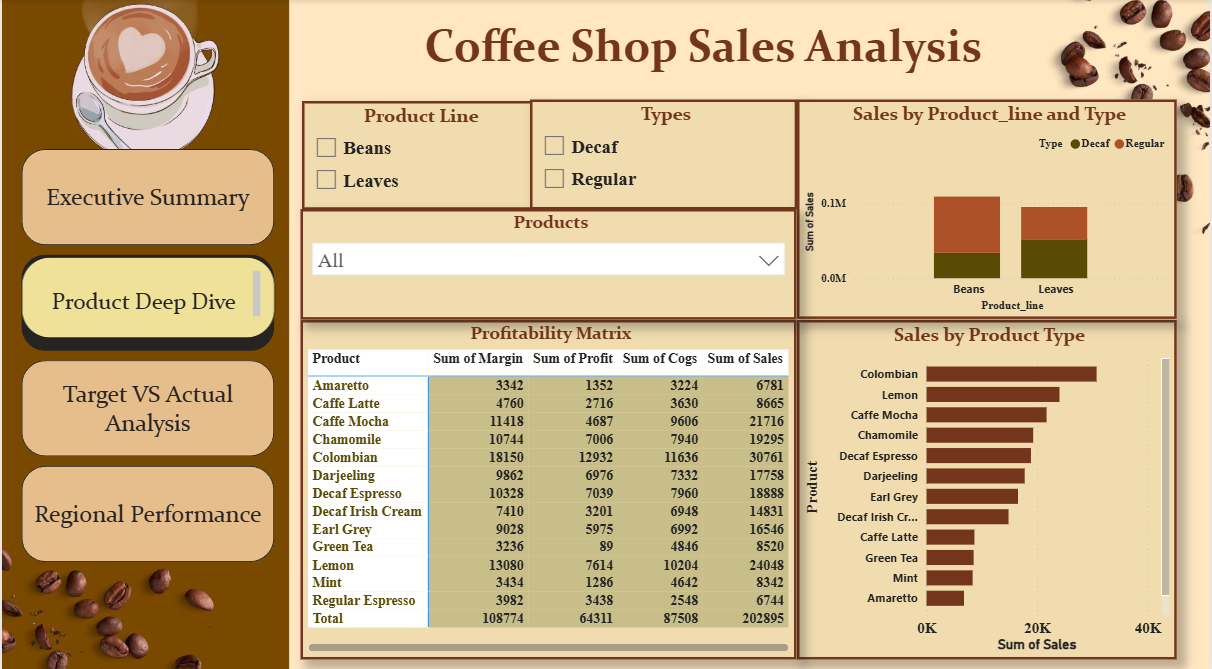 Coffee Shop Sales Analysis
Executive Summary
Product Deep Dive
Target VS Actual
Analysis
Regional Performance
Product Line
Beans
Leaves
Types
Decaf
Regular
Products
All
Profitability Matrix
Product Sum of Margin Sum of Profit Sum of Cogs Sum of Sales
Amaretto 3342 1352 3224 6781
Caffe Latte 4760 2716 3630 8665
Caffe Mocha 11418 4687 9606 21716
Chamomile 10744 7006 7940 19295
Colombian 18150 12932 11636 30761
Darjeeling 9862 6976 7332 17758
Decaf Espresso 10328 7039 7960 18888
Decaf Irish Cream 7410 3201 6948 14831
Earl Grey 9028 5975 6992 16546
Green Tea 3236 89 4846 8520
Lemon 13080 7614 10204 24048
Mint 3434 1286 4642 8342
Regular Espresso 3982 3438 2548 6744
Total 108774 64311 87508 202895
Sales by Product_line and Type
Type Decaf Regular
Sum of Sales
0.1M
0.0M
Beans Leaves
Product_line
Sales by Product Type
Product
Colombian
Lemon
Caffe Mocha
Chamomile
Decaf Espresso
Darjeeling
Earl Grey
Decaf Irish Cr...
Caffe Latte
Green Tea
Mint
Amaretto
0K 20K 40K
Sum of Sales